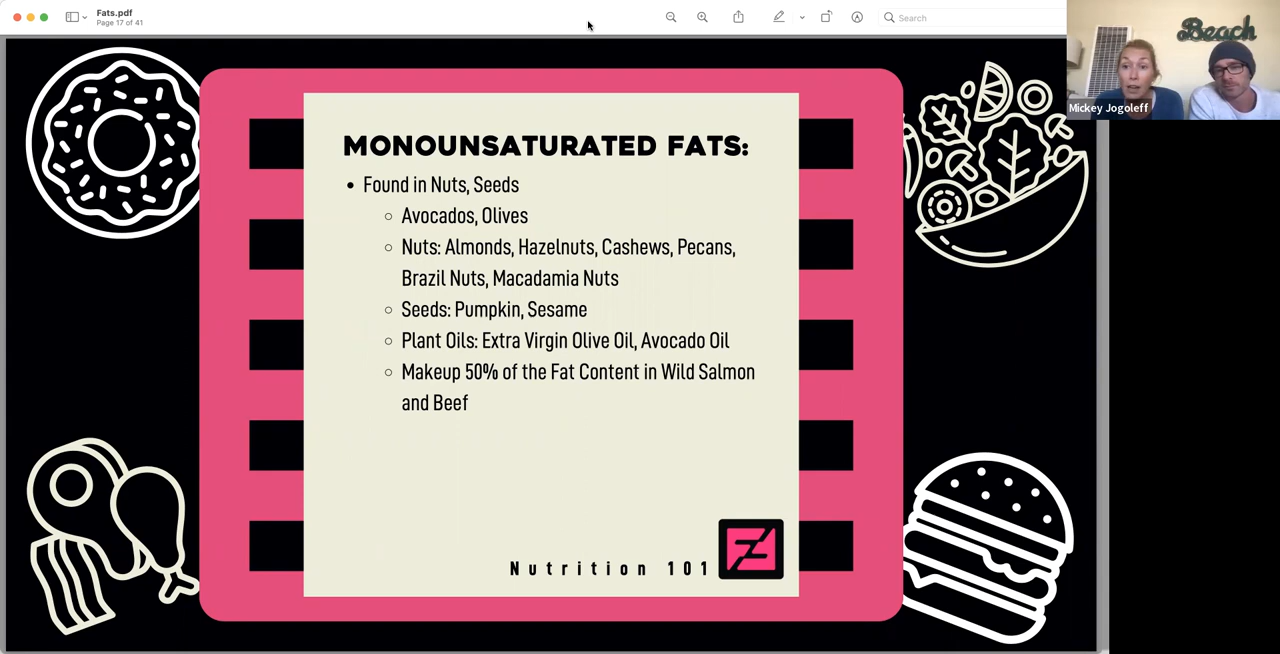 Fats.pdf
Page 17 of 41
Search
Beach
Mickey Jogoleff
MONOUNSATURATED FATS:
• Found in Nuts, Seeds
○ Avocados, Olives
○ Nuts: Almonds, Hazelnuts, Cashews, Pecans,
Brazil Nuts, Macadamia Nuts
○ Seeds: Pumpkin, Sesame
○ Plant Oils: Extra Virgin Olive Oil, Avocado Oil
○ Makeup 50% of the Fat Content in Wild Salmon
and Beef
Nutrition 101